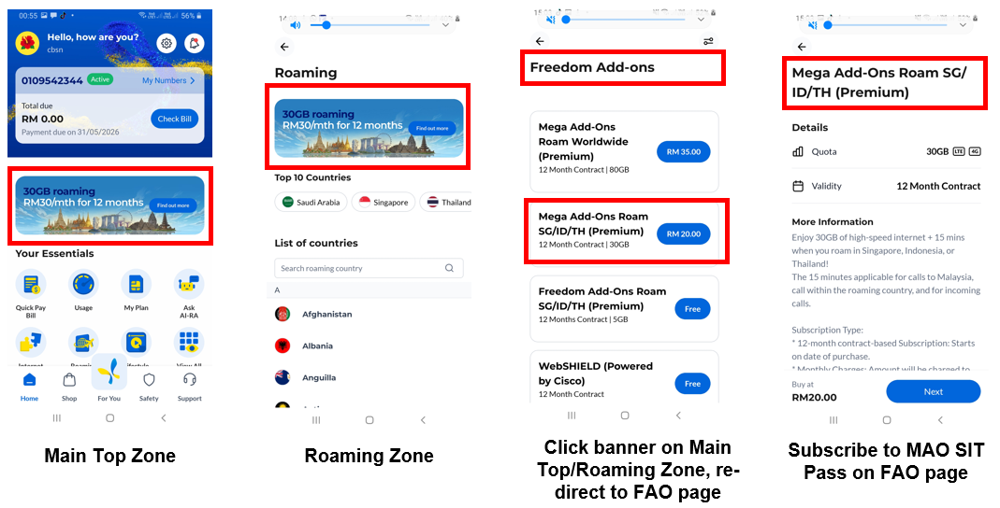 00:55
56%
Hello, how are you?
cbsn
0109542344
Active
My Numbers >
Total due
RM 0.00
Payment due on 31/05/2026
Check Bill
30GB roaming
RM30/mth for 12 months
Find out more
Your Essentials
Quick Pay
Bill
Usage
My Plan
Ask
AI-RA
View All
Home
Shop
For You
Safety
Support
Main Top Zone
Roaming
30GB roaming
RM30/mth for 12 months
Find out more
Top 10 Countries
Saudi Arabia
Singapore
Thailand
List of countries
Search roaming country
A
Afghanistan
Albania
Anguilla
Roaming Zone
Freedom Add-ons
Mega Add-Ons
Roam Worldwide
(Premium)
12 Month Contract | 80GB
RM 35.00
Mega Add-Ons Roam
SG/ID/TH (Premium)
12 Month Contract | 30GB
RM 20.00
Freedom Add-Ons Roam
SG/ID/TH (Premium)
12 Months Contract | 5GB
Free
WebSHIELD (Powered
by Cisco)
12 Month Contract
Free
Click banner on Main
Top/Roaming Zone, re-
direct to FAO page
Mega Add-Ons Roam SG/
ID/TH (Premium)
Details
Quota
30GB LTE 4G
Validity
12 Month Contract
More Information
Enjoy 30GB of high-speed internet + 15 mins
when you roam in Singapore, Indonesia, or
Thailand!
The 15 minutes applicable for calls to Malaysia,
call within the roaming country, and for incoming
calls.
Subscription Type:
* 12-month contract-based Subscription: Starts
on date of purchase.
* Monthly Charges: Amount will be charged to
Buy at
RM20.00
Next
Subscribe to MAO SIT
Pass on FAO page